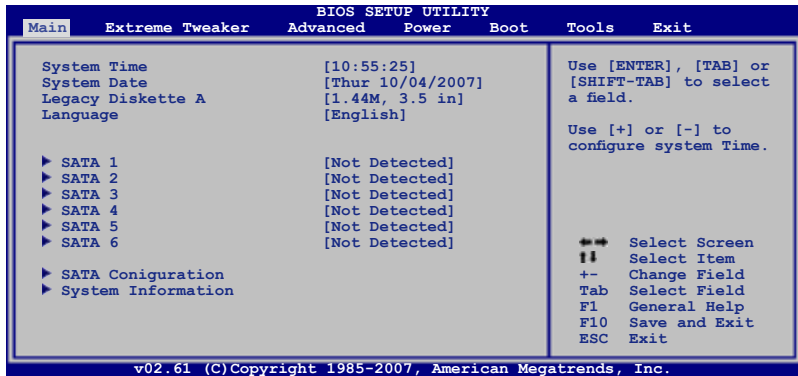 BIOS SETUP UTILITY
Main Extreme Tweaker Advanced Power Boot Tools Exit
System Time [10:55:25]
System Date [Thur 10/04/2007]
Legacy Diskette A [1.44M, 3.5 in]
Language [English]
SATA 1 [Not Detected]
SATA 2 [Not Detected]
SATA 3 [Not Detected]
SATA 4 [Not Detected]
SATA 5 [Not Detected]
SATA 6 [Not Detected]
SATA Coniguration
System Information
Use [ENTER], [TAB] or
[SHIFT-TAB] to select
a field.
Use [+] or [-] to
configure system Time.
←→ Select Screen
↑↓ Select Item
+- Change Field
Tab Select Field
F1 General Help
F10 Save and Exit
ESC Exit
v02.61 (C)Copyright 1985-2007, American Megatrends, Inc.